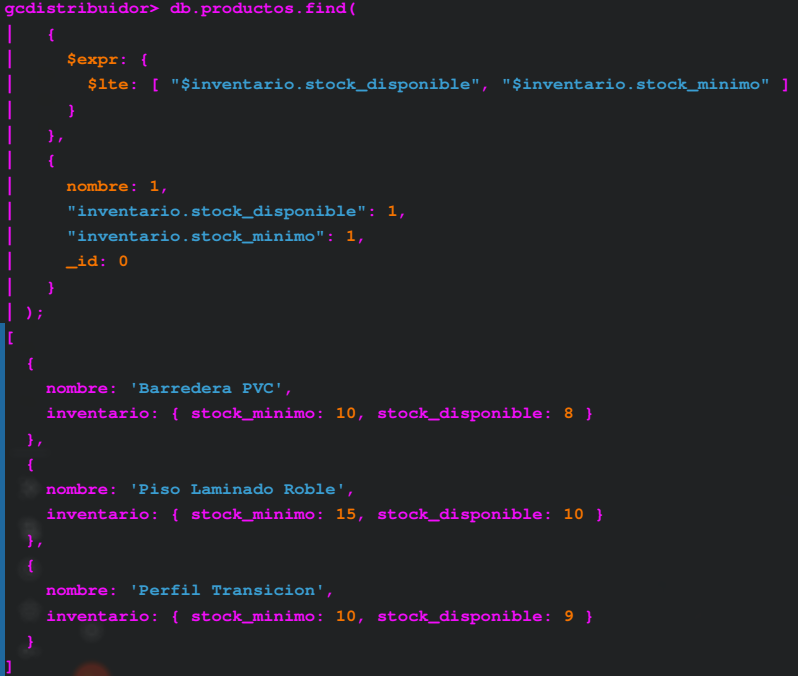 gcdistribuidor> db.productos.find(
|   {
|     $expr: {
|       $lte: [ "$inventario.stock_disponible", "$inventario.stock_minimo" ]
|     }
|   },
|   {
|     nombre: 1,
|     "inventario.stock_disponible": 1,
|     "inventario.stock_minimo": 1,
|     _id: 0
|   }
| );
[
  {
    nombre: 'Barredera PVC',
    inventario: { stock_minimo: 10, stock_disponible: 8 }
  },
  {
    nombre: 'Piso Laminado Roble',
    inventario: { stock_minimo: 15, stock_disponible: 10 }
  },
  {
    nombre: 'Perfil Transicion',
    inventario: { stock_minimo: 10, stock_disponible: 9 }
  }
]